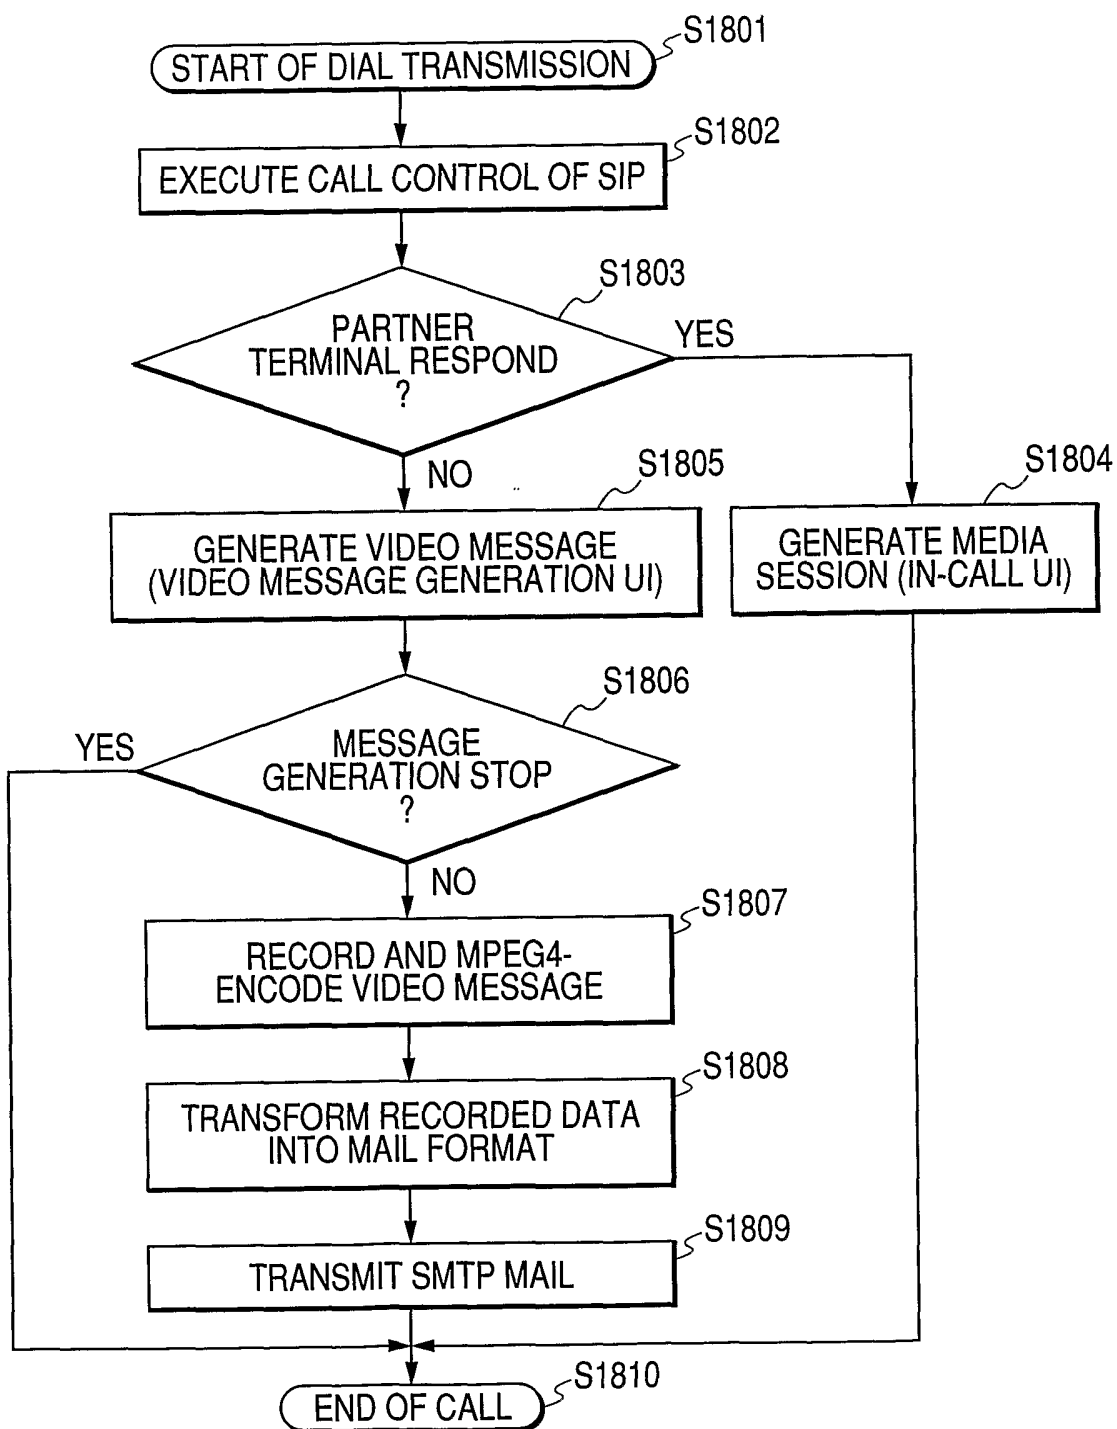 S1801
START OF DIAL TRANSMISSION
S1802
EXECUTE CALL CONTROL OF SIP
S1803
PARTNER
TERMINAL RESPOND
?
YES
NO
S1805
GENERATE VIDEO MESSAGE
(VIDEO MESSAGE GENERATION UI)
S1804
GENERATE MEDIA
SESSION (IN-CALL UI)
S1806
MESSAGE
GENERATION STOP
?
YES
NO
S1807
RECORD AND MPEG4-
ENCODE VIDEO MESSAGE
S1808
TRANSFORM RECORDED DATA
INTO MAIL FORMAT
S1809
TRANSMIT SMTP MAIL
S1810
END OF CALL